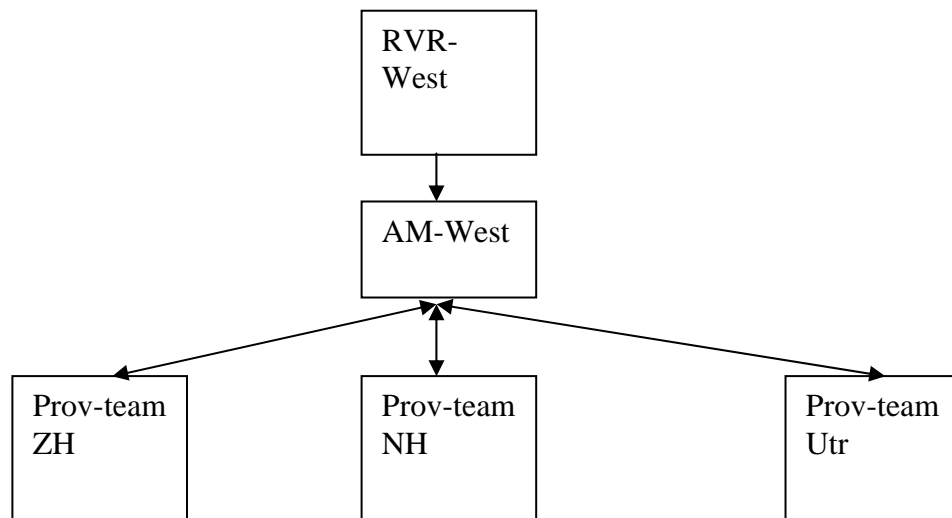 RVR-
West
AM-West
Prov-team
ZH
Prov-team
NH
Prov-team
Utr